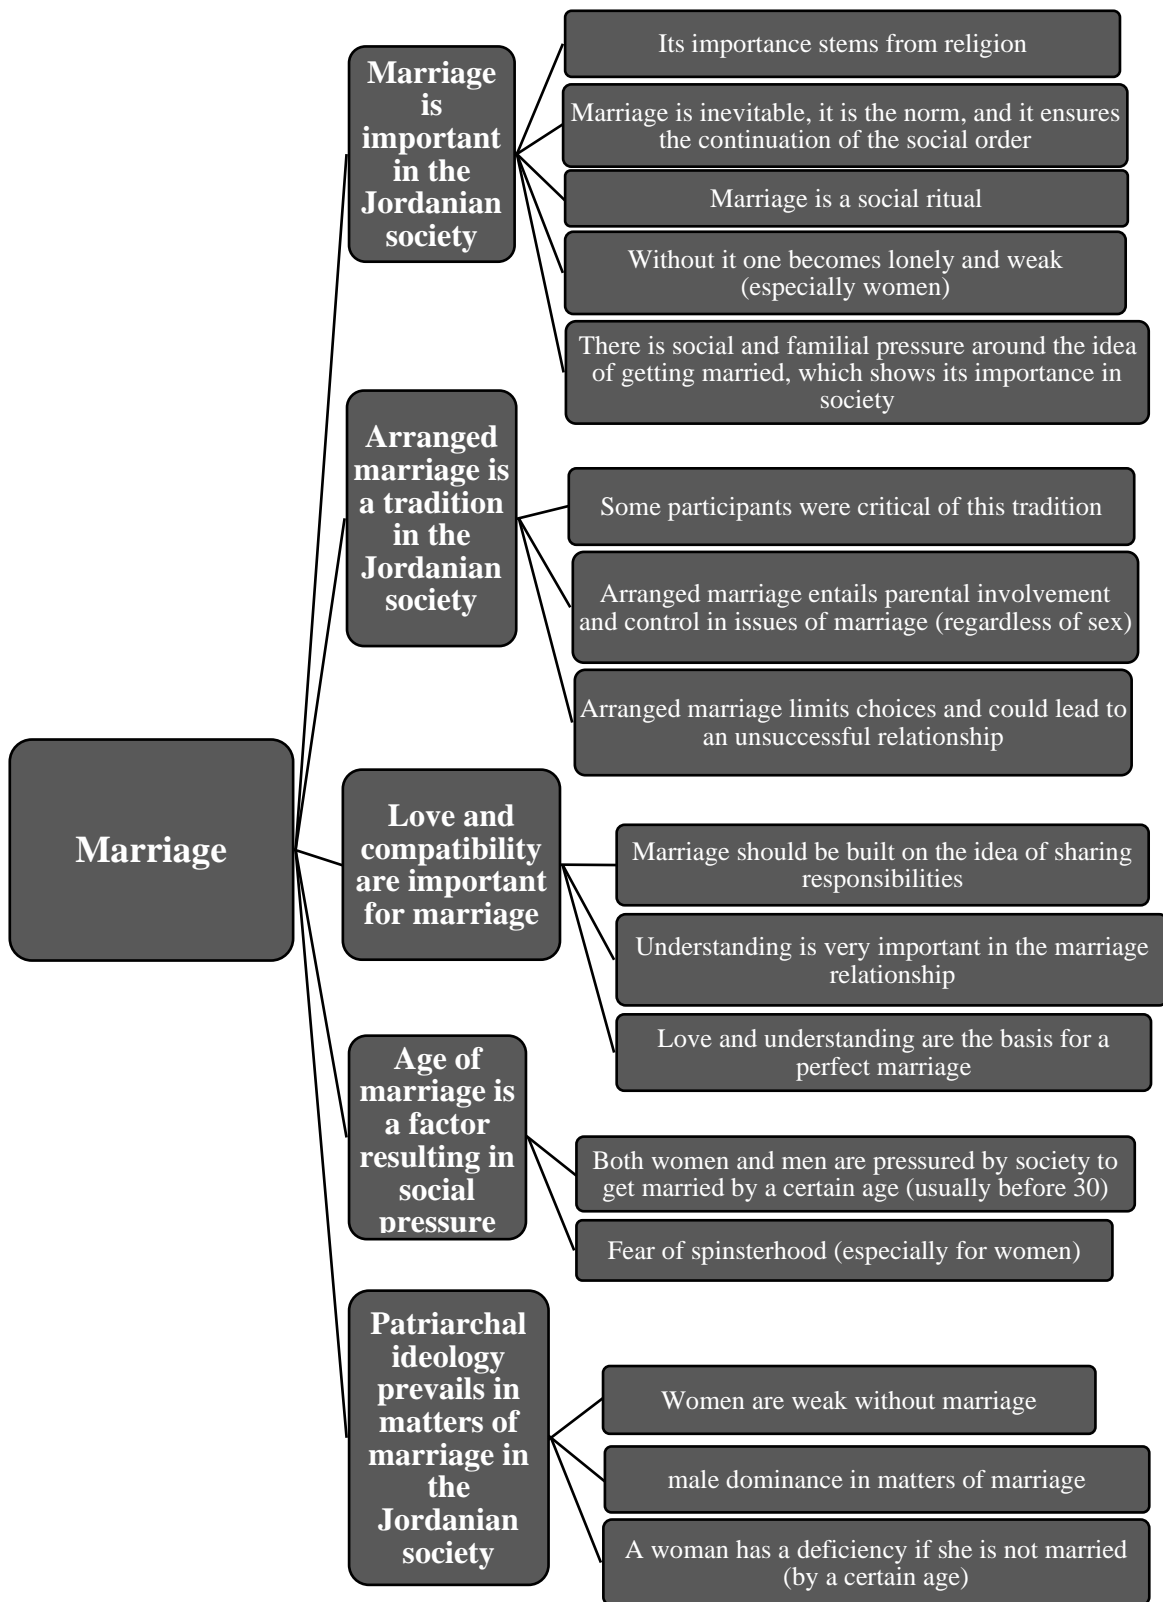 Marriage
Marriage
is
important
in the
Jordanian
society
Its importance stems from religion
Marriage is inevitable, it is the norm, and it ensures
the continuation of the social order
Marriage is a social ritual
Without it one becomes lonely and weak
(especially women)
There is social and familial pressure around the idea
of getting married, which shows its importance in
society
Arranged
marriage is
a tradition
in the
Jordanian
society
Some participants were critical of this tradition
Arranged marriage entails parental involvement
and control in issues of marriage (regardless of sex)
Arranged marriage limits choices and could lead to
an unsuccessful relationship
Love and
compatibility
are important
for marriage
Marriage should be built on the idea of sharing
responsibilities
Understanding is very important in the marriage
relationship
Love and understanding are the basis for a
perfect marriage
Age of
marriage is
a factor
resulting in
social
pressure
Both women and men are pressured by society to
get married by a certain age (usually before 30)
Fear of spinsterhood (especially for women)
Patriarchal
ideology
prevails in
matters of
marriage in
the
Jordanian
society
Women are weak without marriage
male dominance in matters of marriage
A woman has a deficiency if she is not married
(by a certain age)